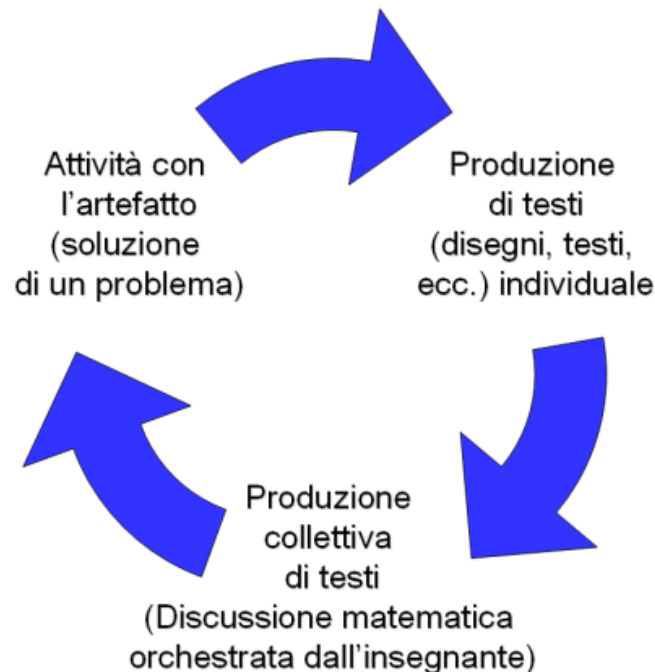 Attività con
l'artefatto
(soluzione
di un problema)
Produzione
di testi
(disegni, testi,
ecc.) individuale
Produzione
collettiva
di testi
(Discussione matematica
orchestrata dall'insegnante)